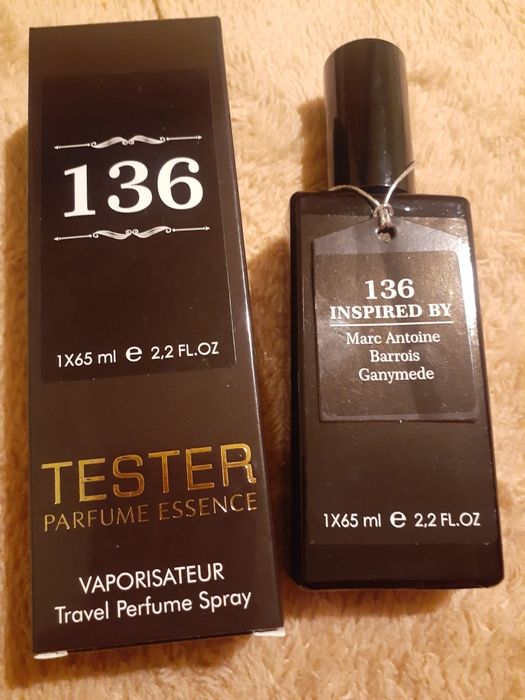 136
1X65 ml e 2,2 FL.OZ
TESTER
PARFUME ESSENCE
VAPORISATEUR
Travel Perfume Spray
136
INSPIRED BY
Marc Antoine
Barrois
Ganymede
1X65 ml e 2,2 FL.OZ